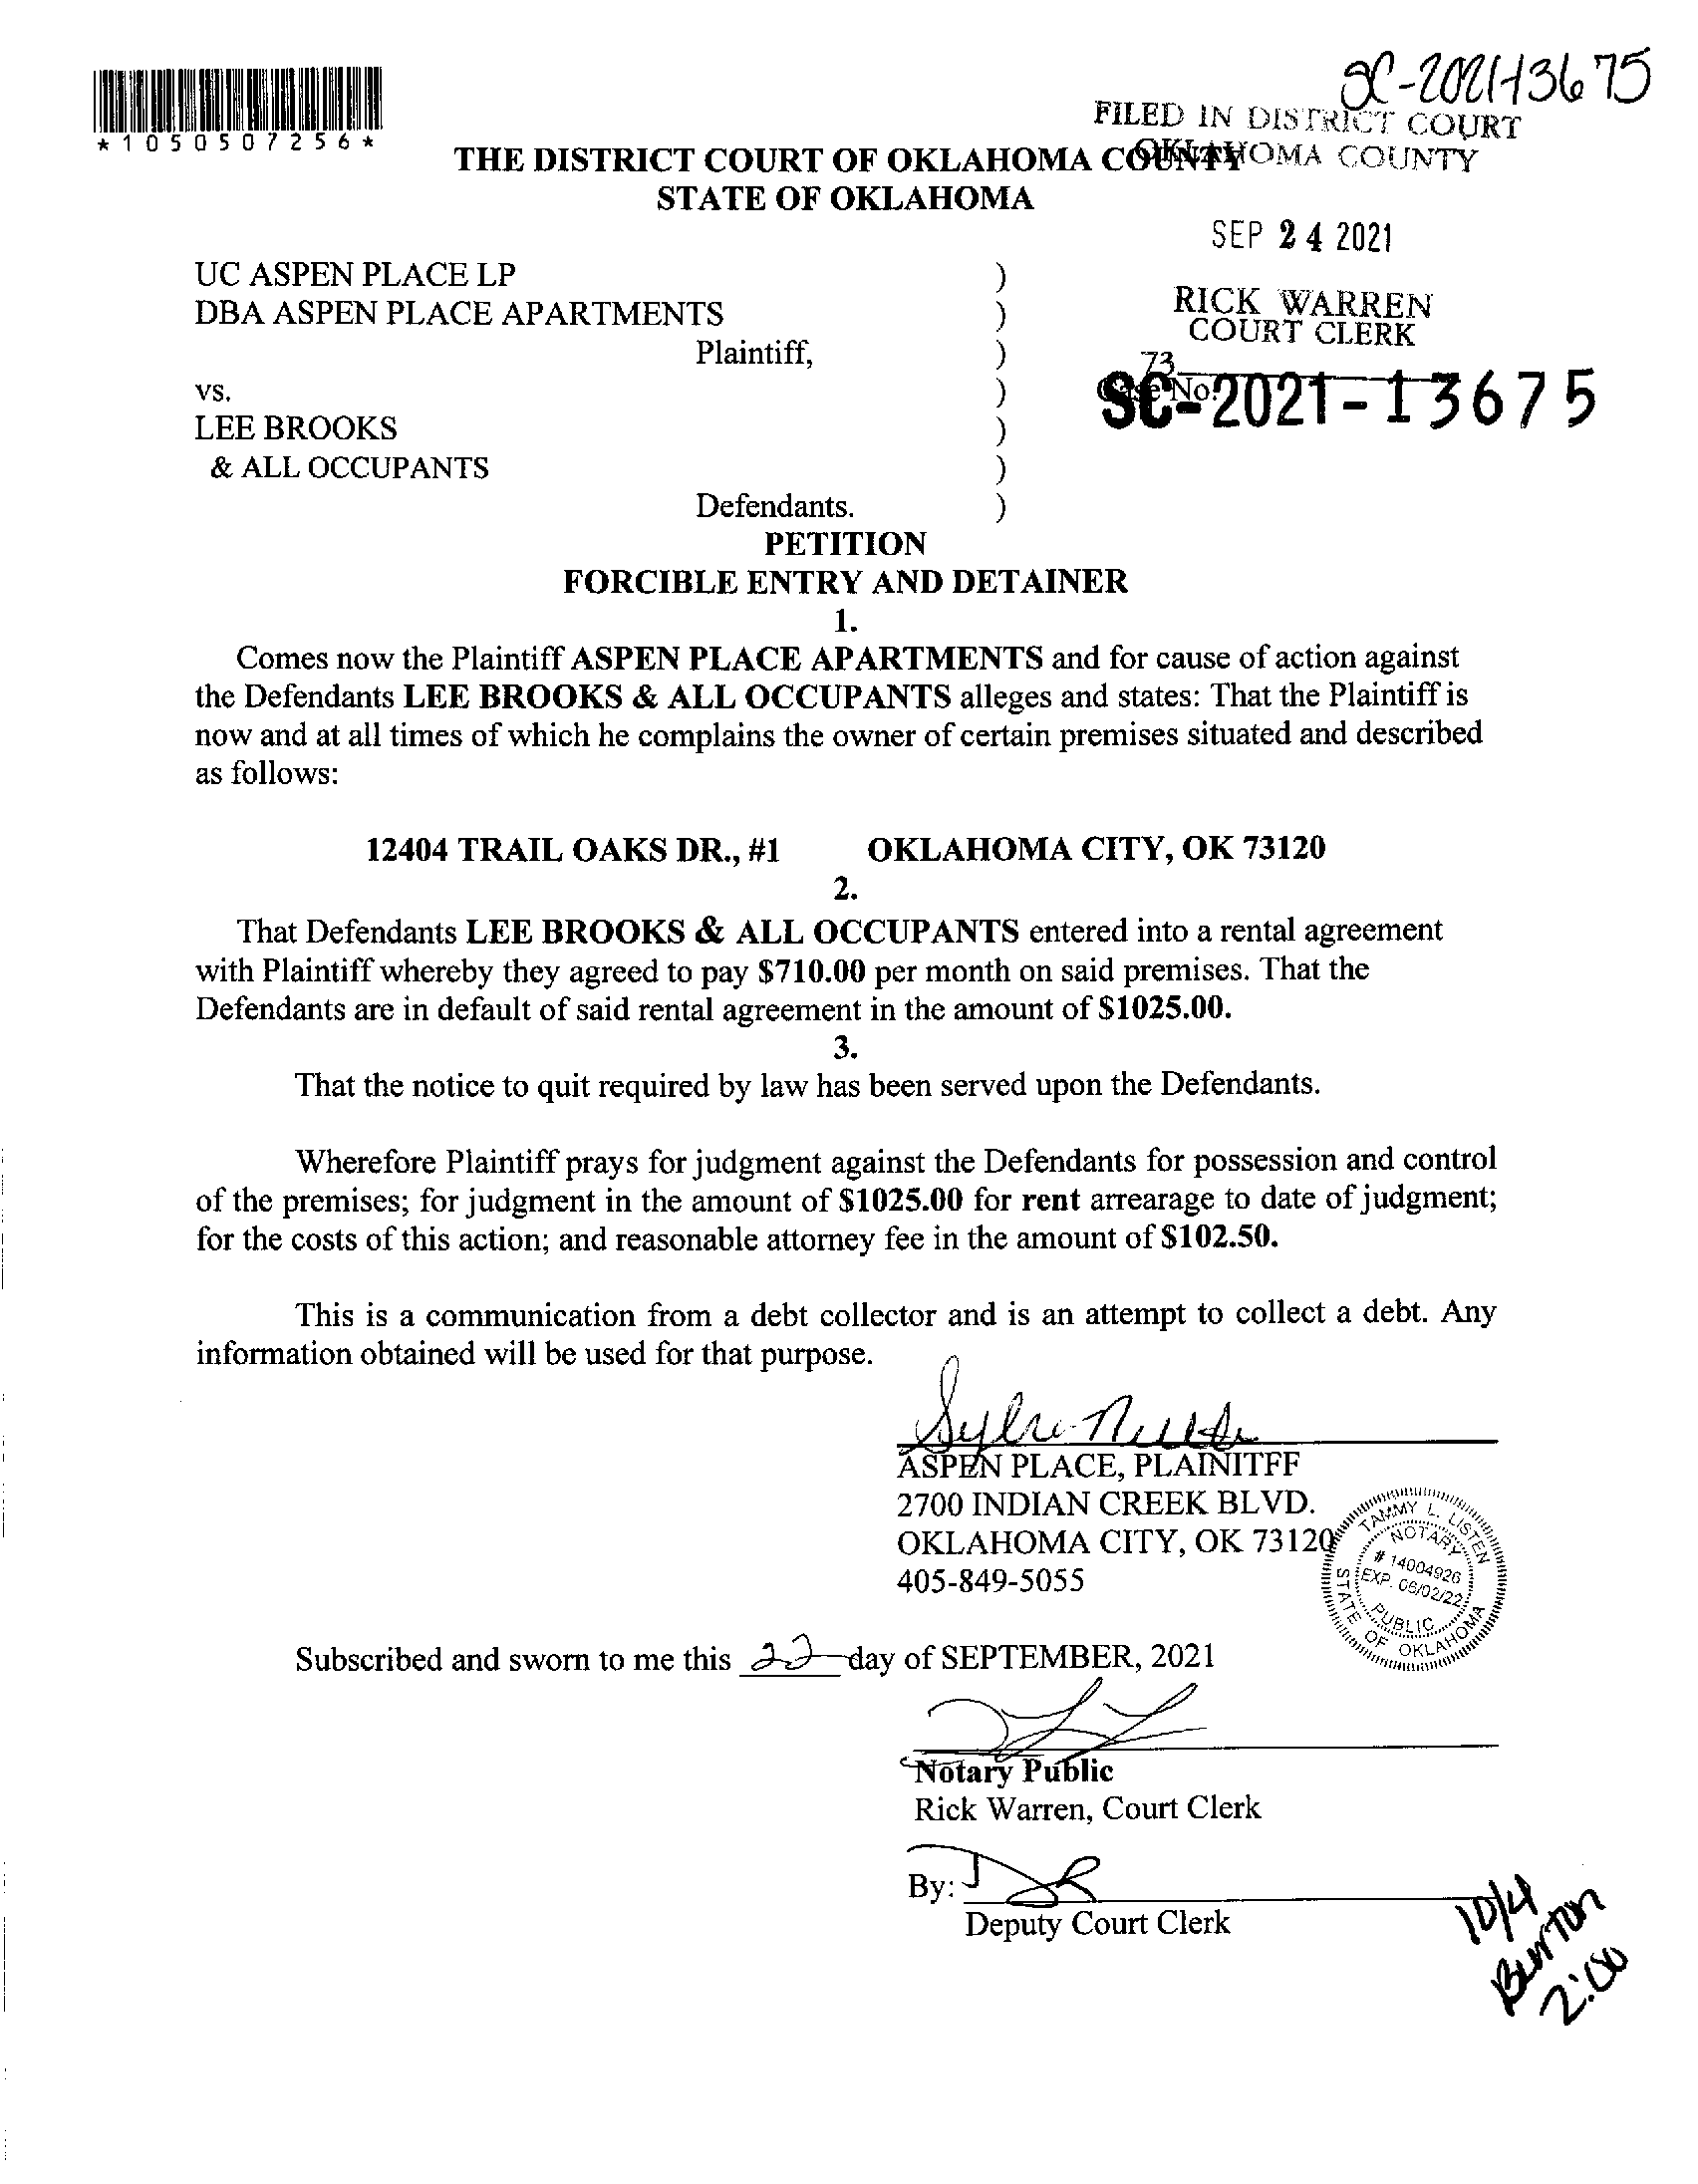 SC-2021-13675
*1050507256*
FILED IN DISTRICT COURT
OKLAHOMA COUNTY
THE DISTRICT COURT OF OKLAHOMA COUNTY
STATE OF OKLAHOMA
SEP 24 2021
UC ASPEN PLACE LP )
DBA ASPEN PLACE APARTMENTS )
RICK WARREN
COURT CLERK
Plaintiff, )
73
vs. )
Case No.
SC-2021-13675
LEE BROOKS )
& ALL OCCUPANTS )
Defendants. )
PETITION
FORCIBLE ENTRY AND DETAINER
1.
Comes now the Plaintiff ASPEN PLACE APARTMENTS and for cause of action against
the Defendants LEE BROOKS & ALL OCCUPANTS alleges and states: That the Plaintiff is
now and at all times of which he complains the owner of certain premises situated and described
as follows:
12404 TRAIL OAKS DR., #1 OKLAHOMA CITY, OK 73120
2.
That Defendants LEE BROOKS & ALL OCCUPANTS entered into a rental agreement
with Plaintiff whereby they agreed to pay $710.00 per month on said premises. That the
Defendants are in default of said rental agreement in the amount of $1025.00.
3.
That the notice to quit required by law has been served upon the Defendants.
Wherefore Plaintiff prays for judgment against the Defendants for possession and control
of the premises; for judgment in the amount of $1025.00 for rent arrearage to date of judgment;
for the costs of this action; and reasonable attorney fee in the amount of $102.50.
This is a communication from a debt collector and is an attempt to collect a debt. Any
information obtained will be used for that purpose.
ASPEN PLACE, PLAINITFF
2700 INDIAN CREEK BLVD.
OKLAHOMA CITY, OK 73120
405-849-5055
TAMMY L. LISTEN
NOTARY
# 14004926
EXP. 06/02/22
PUBLIC
STATE OF OKLAHOMA
Subscribed and sworn to me this 22 day of SEPTEMBER, 2021
Notary Public
Rick Warren, Court Clerk
By:
Deputy Court Clerk
10/4
Burton
2:00